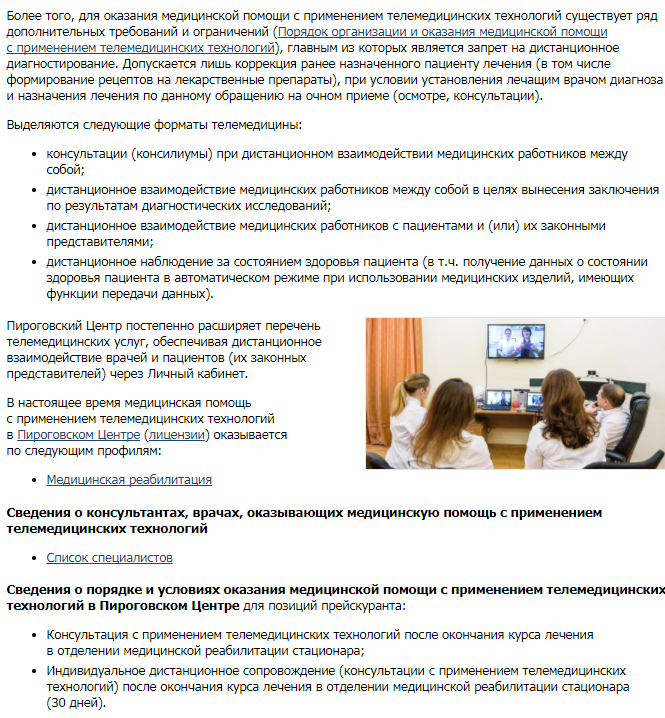 Более того, для оказания медицинской помощи с применением телемедицинских технологий существует ряд
дополнительных требований и ограничений (Порядок организации и оказания медицинской помощи
с применением телемедицинских технологий), главным из которых является запрет на дистанционное
диагностирование. Допускается лишь коррекция ранее назначенного пациенту лечения (в том числе
формирование рецептов на лекарственные препараты), при условии установления лечащим врачом диагноза
и назначения лечения по данному обращению на очном приеме (осмотре, консультации).
Выделяются следующие форматы телемедицины:
• консультации (консилиумы) при дистанционном взаимодействии медицинских работников между
собой;
• дистанционное взаимодействие медицинских работников между собой в целях вынесения заключения
по результатам диагностических исследований;
• дистанционное взаимодействие медицинских работников с пациентами и (или) их законными
представителями;
• дистанционное наблюдение за состоянием здоровья пациента (в т.ч. получение данных о состоянии
здоровья пациента в автоматическом режиме при использовании медицинских изделий, имеющих
функции передачи данных).
Пироговский Центр постепенно расширяет перечень
телемедицинских услуг, обеспечивая дистанционное
взаимодействие врачей и пациентов (их законных
представителей) через Личный кабинет.
В настоящее время медицинская помощь
с применением телемедицинских технологий
в Пироговском Центре (лицензии) оказывается
по следующим профилям:
• Медицинская реабилитация
Сведения о консультантах, врачах, оказывающих медицинскую помощь с применением
телемедицинских технологий
• Список специалистов
Сведения о порядке и условиях оказания медицинской помощи с применением телемедицинских
технологий в Пироговском Центре для позиций прейскуранта:
• Консультация с применением телемедицинских технологий после окончания курса лечения
в отделении медицинской реабилитации стационара;
• Индивидуальное дистанционное сопровождение (консультации с применением телемедицинских
технологий) после окончания курса лечения в отделении медицинской реабилитации стационара
(30 дней).